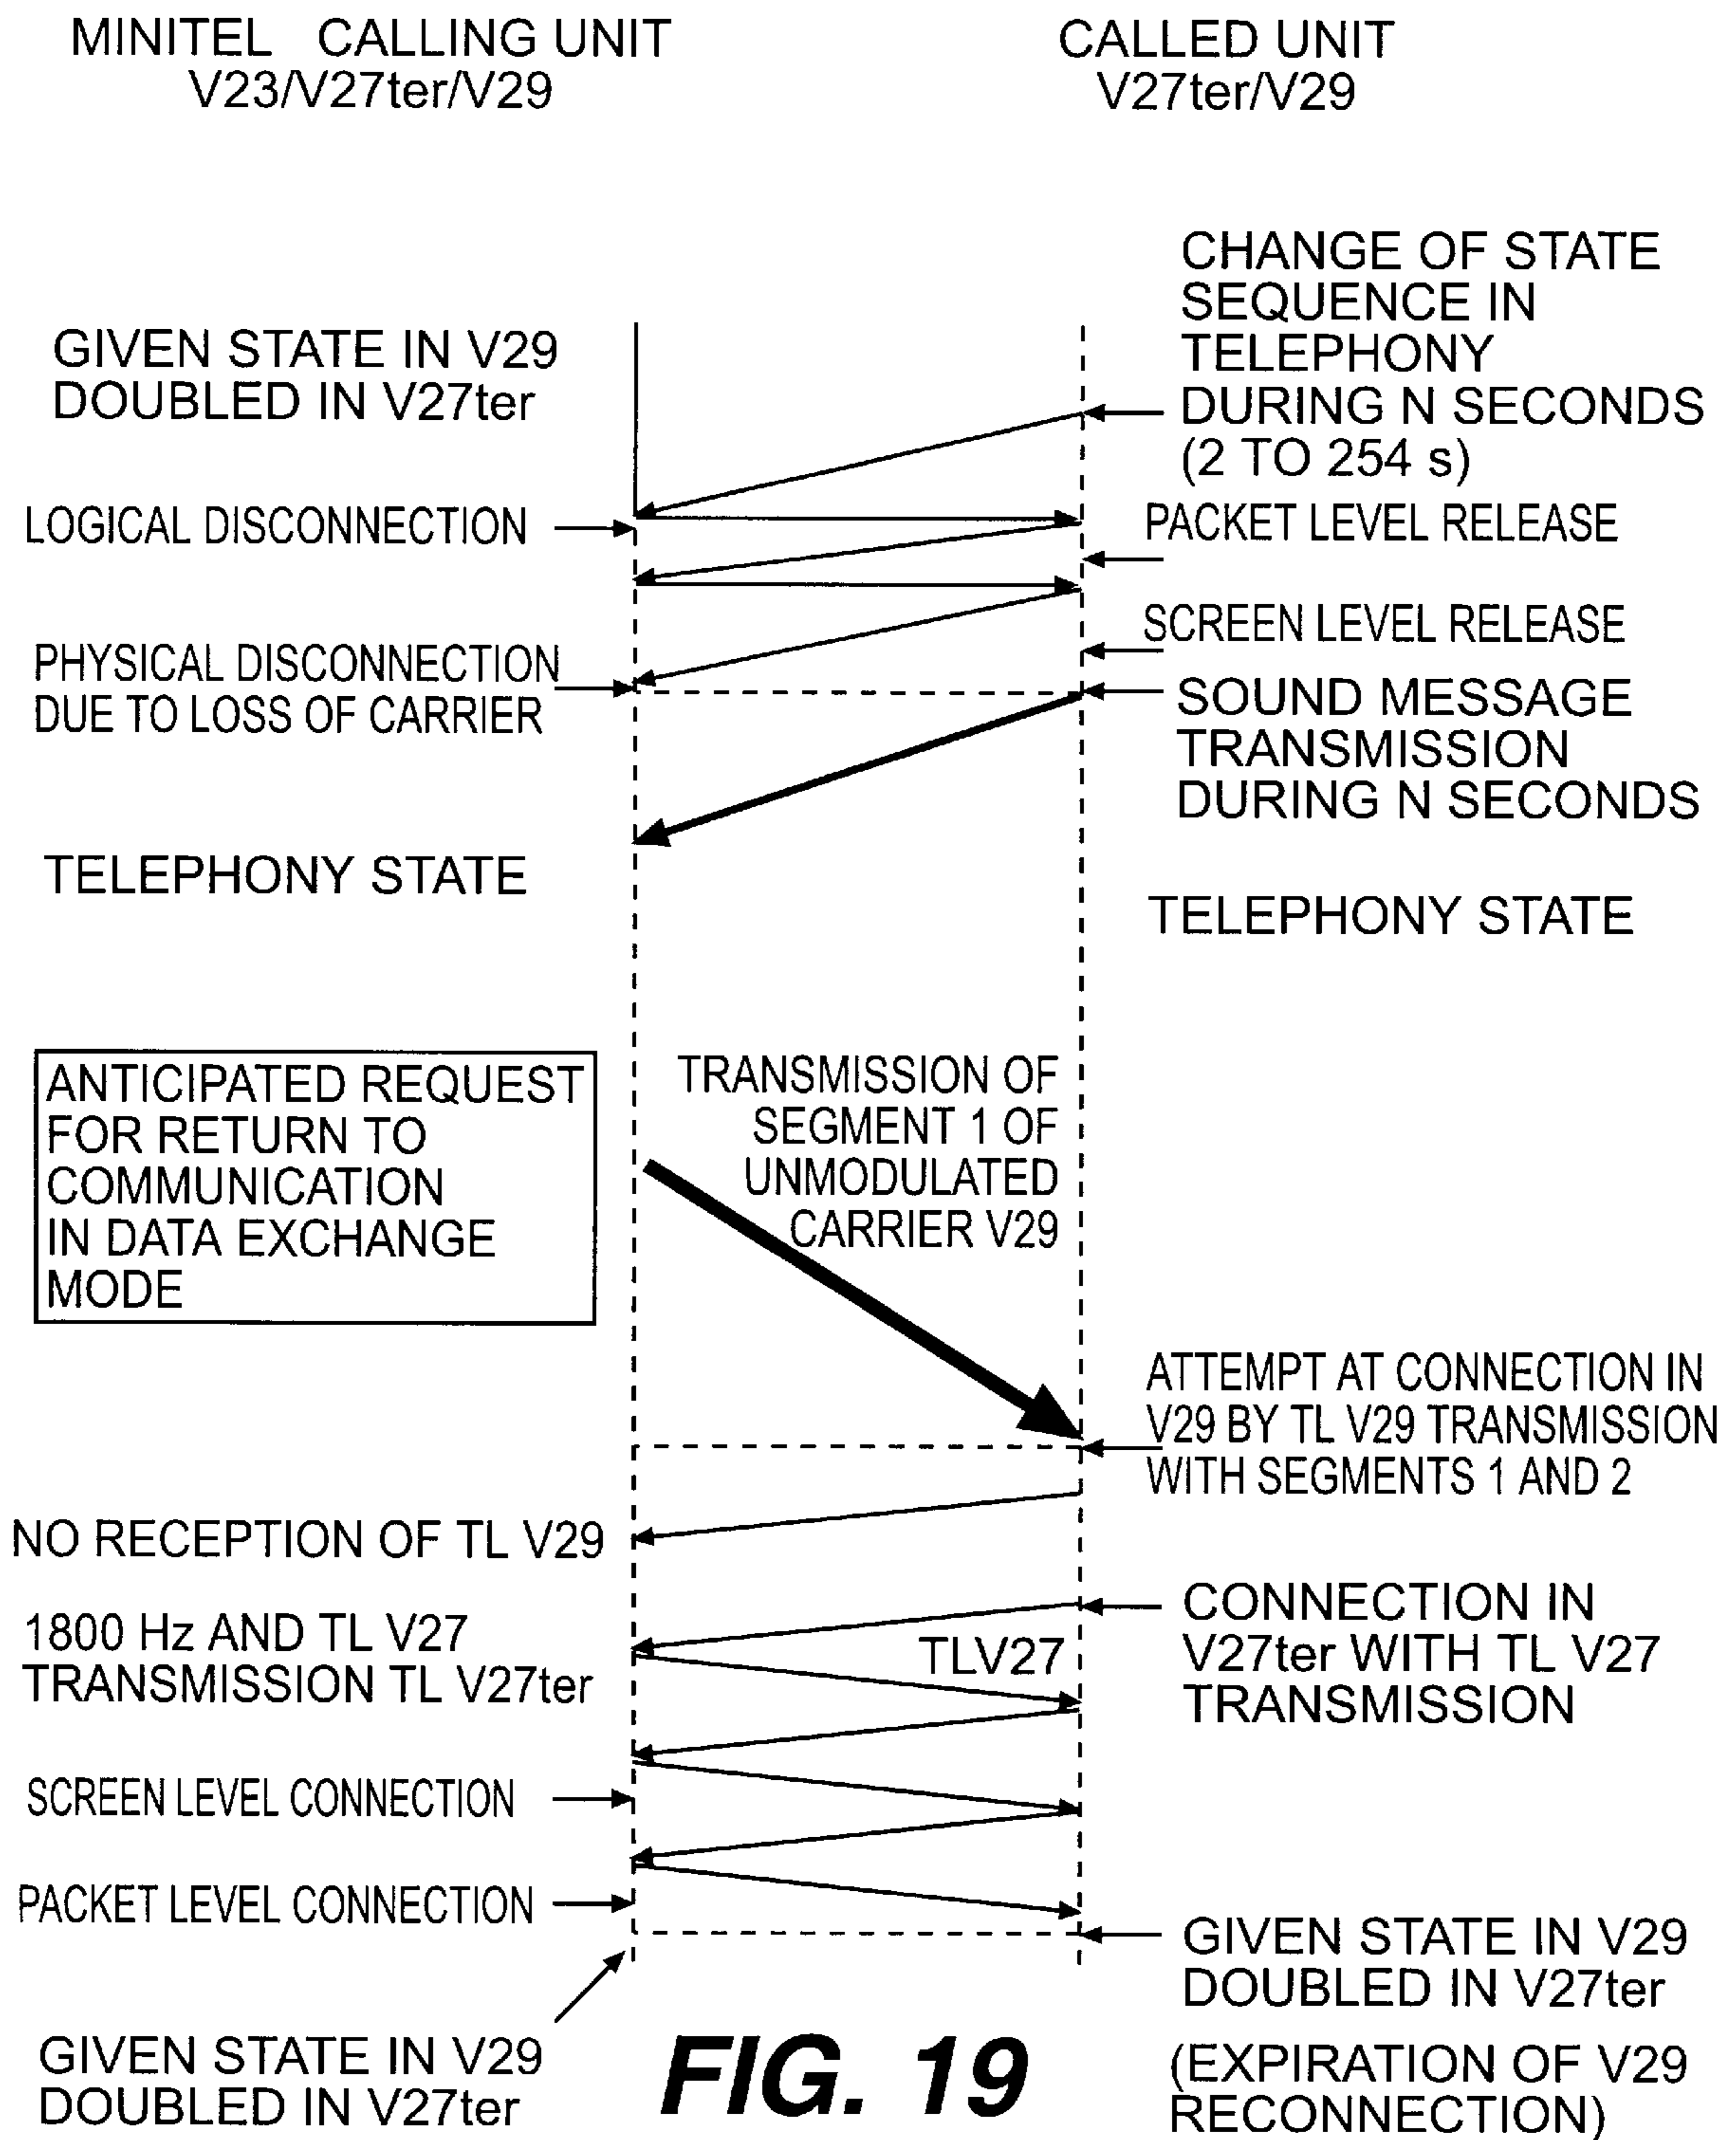 MINITEL CALLING UNIT
V23/V27ter/V29
CALLED UNIT
V27ter/V29
CHANGE OF STATE
SEQUENCE IN
TELEPHONY
DURING N SECONDS
(2 TO 254 s)
GIVEN STATE IN V29
DOUBLED IN V27ter
LOGICAL DISCONNECTION
PACKET LEVEL RELEASE
SCREEN LEVEL RELEASE
PHYSICAL DISCONNECTION
DUE TO LOSS OF CARRIER
SOUND MESSAGE
TRANSMISSION
DURING N SECONDS
TELEPHONY STATE
TELEPHONY STATE
ANTICIPATED REQUEST
FOR RETURN TO
COMMUNICATION
IN DATA EXCHANGE
MODE
TRANSMISSION OF
SEGMENT 1 OF
UNMODULATED
CARRIER V29
ATTEMPT AT CONNECTION IN
V29 BY TL V29 TRANSMISSION
WITH SEGMENTS 1 AND 2
NO RECEPTION OF TL V29
1800 Hz AND TL V27
TRANSMISSION TL V27ter
TLV27
CONNECTION IN
V27ter WITH TL V27
TRANSMISSION
SCREEN LEVEL CONNECTION
PACKET LEVEL CONNECTION
GIVEN STATE IN V29
DOUBLED IN V27ter
(EXPIRATION OF V29
RECONNECTION)
GIVEN STATE IN V29
DOUBLED IN V27ter
FIG. 19